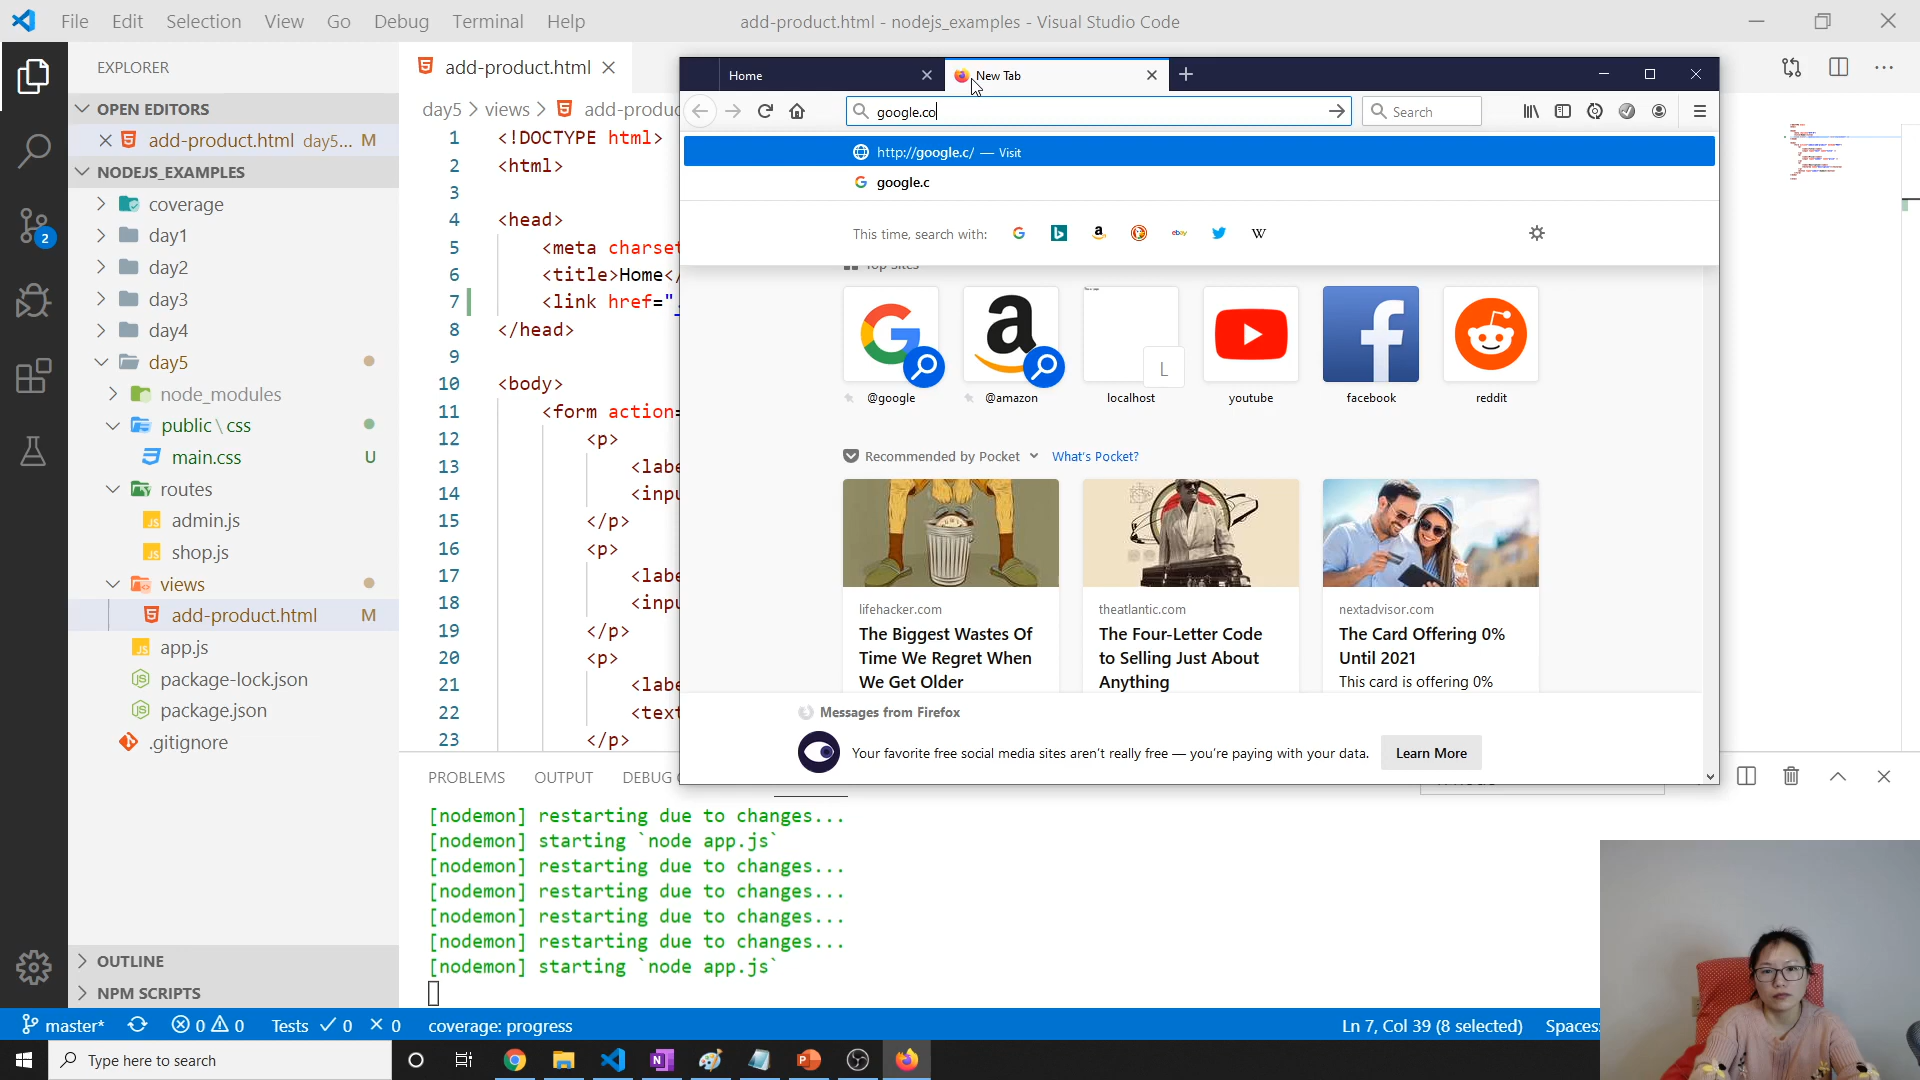 File Edit Selection View Go Debug Terminal Help
add-product.html - nodejs_examples - Visual Studio Code
EXPLORER
OPEN EDITORS
add-product.html day5... M
NODEJS_EXAMPLES
coverage
day1
day2
day3
day4
day5
node_modules
public \ css
main.css U
routes
admin.js
shop.js
views
add-product.html M
app.js
package-lock.json
package.json
.gitignore
OUTLINE
NPM SCRIPTS
add-product.html
day5 > views > add-produc
1 <!DOCTYPE html>
2 <html>
3
4 <head>
5 <meta charset
6 <title>Home</
7 <link href="
8 </head>
9
10 <body>
11 <form action=
12 <p>
13 <labe
14 <inpu
15 </p>
16 <p>
17 <labe
18 <inpu
19 </p>
20 <p>
21 <labe
22 <text
23 </p>
Home
New Tab
google.co
Search
http://google.c/ — Visit
google.c
This time, search with:
Top Sites
@google
@amazon
L
localhost
youtube
facebook
reddit
Recommended by Pocket What's Pocket?
lifehacker.com
The Biggest Wastes Of
Time We Regret When
We Get Older
theatlantic.com
The Four-Letter Code
to Selling Just About
Anything
nextadvisor.com
The Card Offering 0%
Until 2021
This card is offering 0%
Messages from Firefox
Your favorite free social media sites aren't really free — you're paying with your data.
Learn More
PROBLEMS OUTPUT DEBUG
[nodemon] restarting due to changes...
[nodemon] starting `node app.js`
[nodemon] restarting due to changes...
[nodemon] restarting due to changes...
[nodemon] restarting due to changes...
[nodemon] restarting due to changes...
[nodemon] starting `node app.js`
2
master* 0 0 Tests 0 0 coverage: progress
Ln 7, Col 39 (8 selected) Spaces:
Type here to search